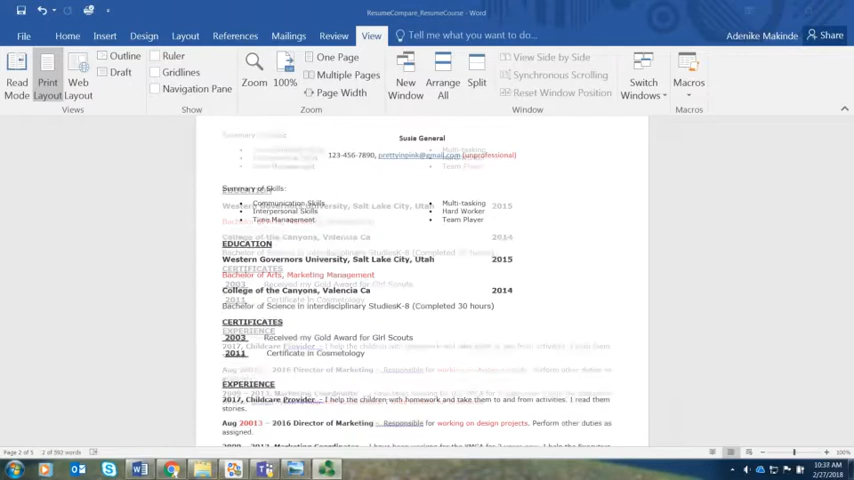 ResumeCompare_ResumeCourse - Word
File Home Insert Design Layout References Mailings Review View Tell me what you want to do... Adenike Makinde Share
Read Mode
Print Layout
Web Layout
Outline
Draft
Views
Ruler
Gridlines
Navigation Pane
Show
Zoom
100%
One Page
Multiple Pages
Page Width
Zoom
New Window
Arrange All
Split
View Side by Side
Synchronous Scrolling
Reset Window Position
Window
Switch Windows
Macros
Macros
Susie General
123-456-7890, prettyinpink@gmail.com (unprofessional)
Summary of Skills:
• Communication Skills • Multi-tasking
• Interpersonal Skills • Hard Worker
• Time Management • Team Player
EDUCATION
Western Governors University, Salt Lake City, Utah 2015
Bachelor of Arts, Marketing Management
College of the Canyons, Valencia Ca 2014
Bachelor of Science in interdisciplinary StudiesK-8 (Completed 30 hours)
CERTIFICATES
2003 Received my Gold Award for Girl Scouts
2011 Certificate in Cosmetology
EXPERIENCE
2017, Childcare Provider – I help the children with homework and take them to and from activities. I read them
stories.
Aug 20013 – 2016 Director of Marketing – Responsible for working on design projects. Perform other duties as
assigned.
Page 2 of 5 2 of 592 words 100%
10:37 AM
2/27/2018